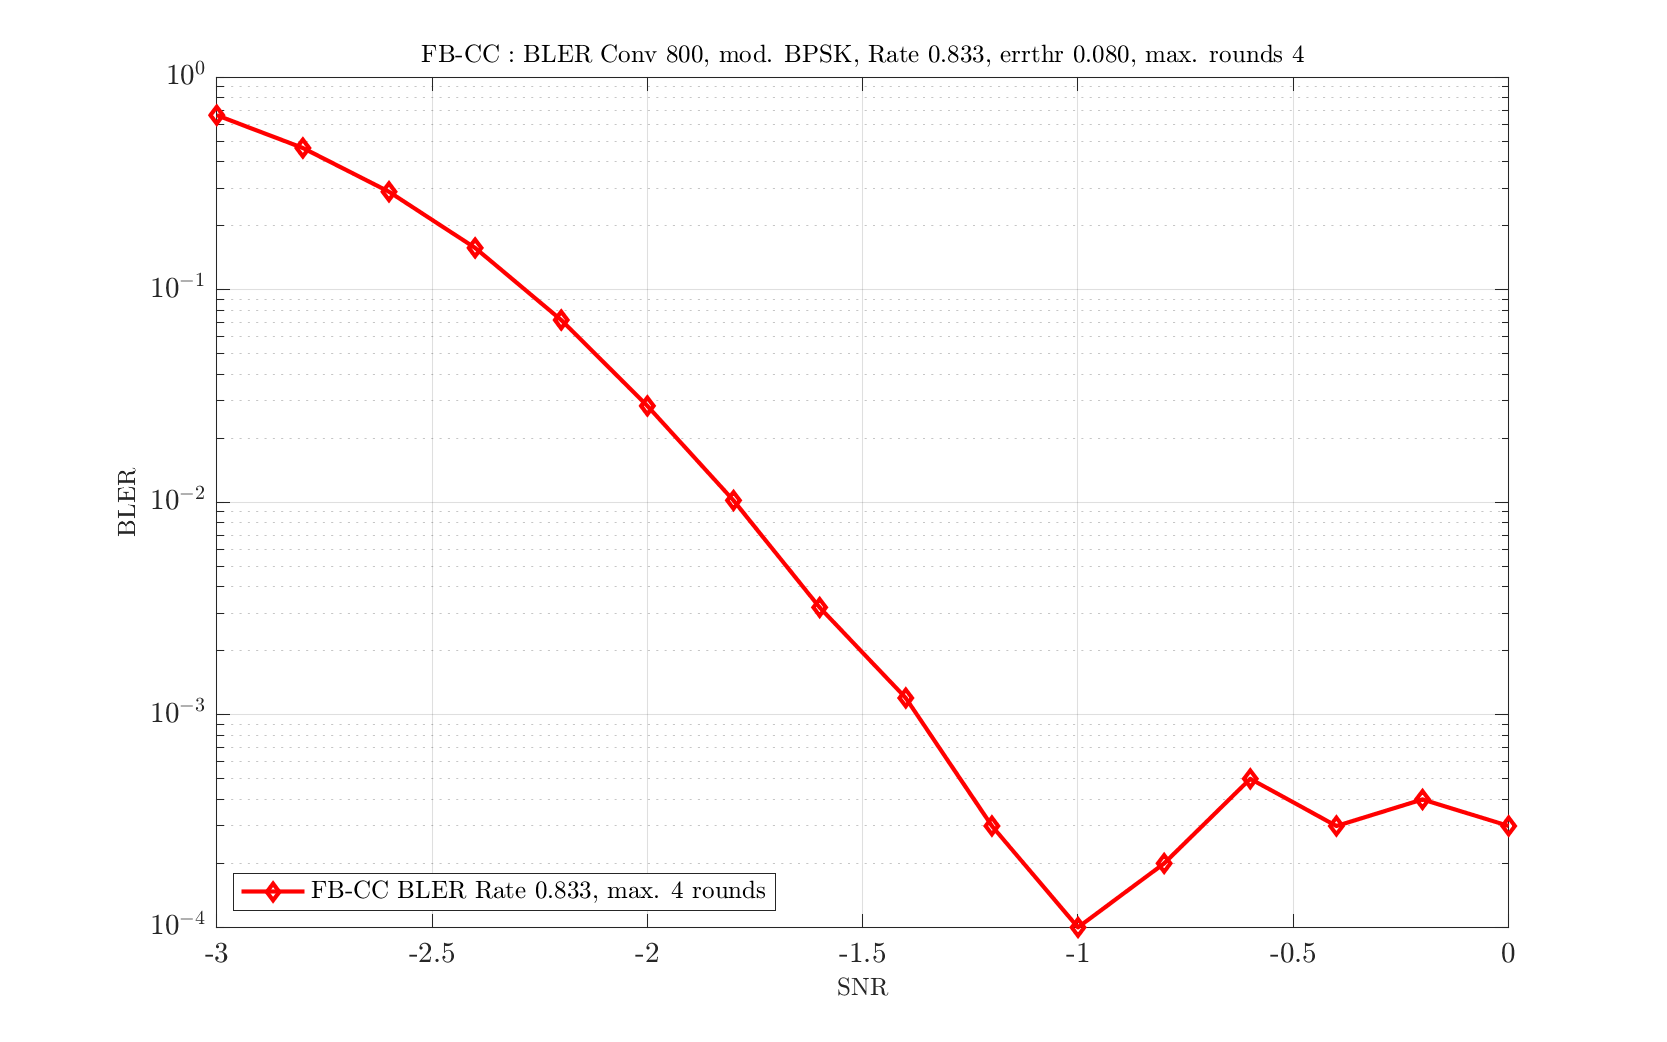 FB-CC : BLER Conv 800, mod. BPSK, Rate 0.833, errthr 0.080, max. rounds 4
10^0
10^{-1}
10^{-2}
10^{-3}
10^{-4}
BLER
FB-CC BLER Rate 0.833, max. 4 rounds
-3 -2.5 -2 -1.5 -1 -0.5 0
SNR